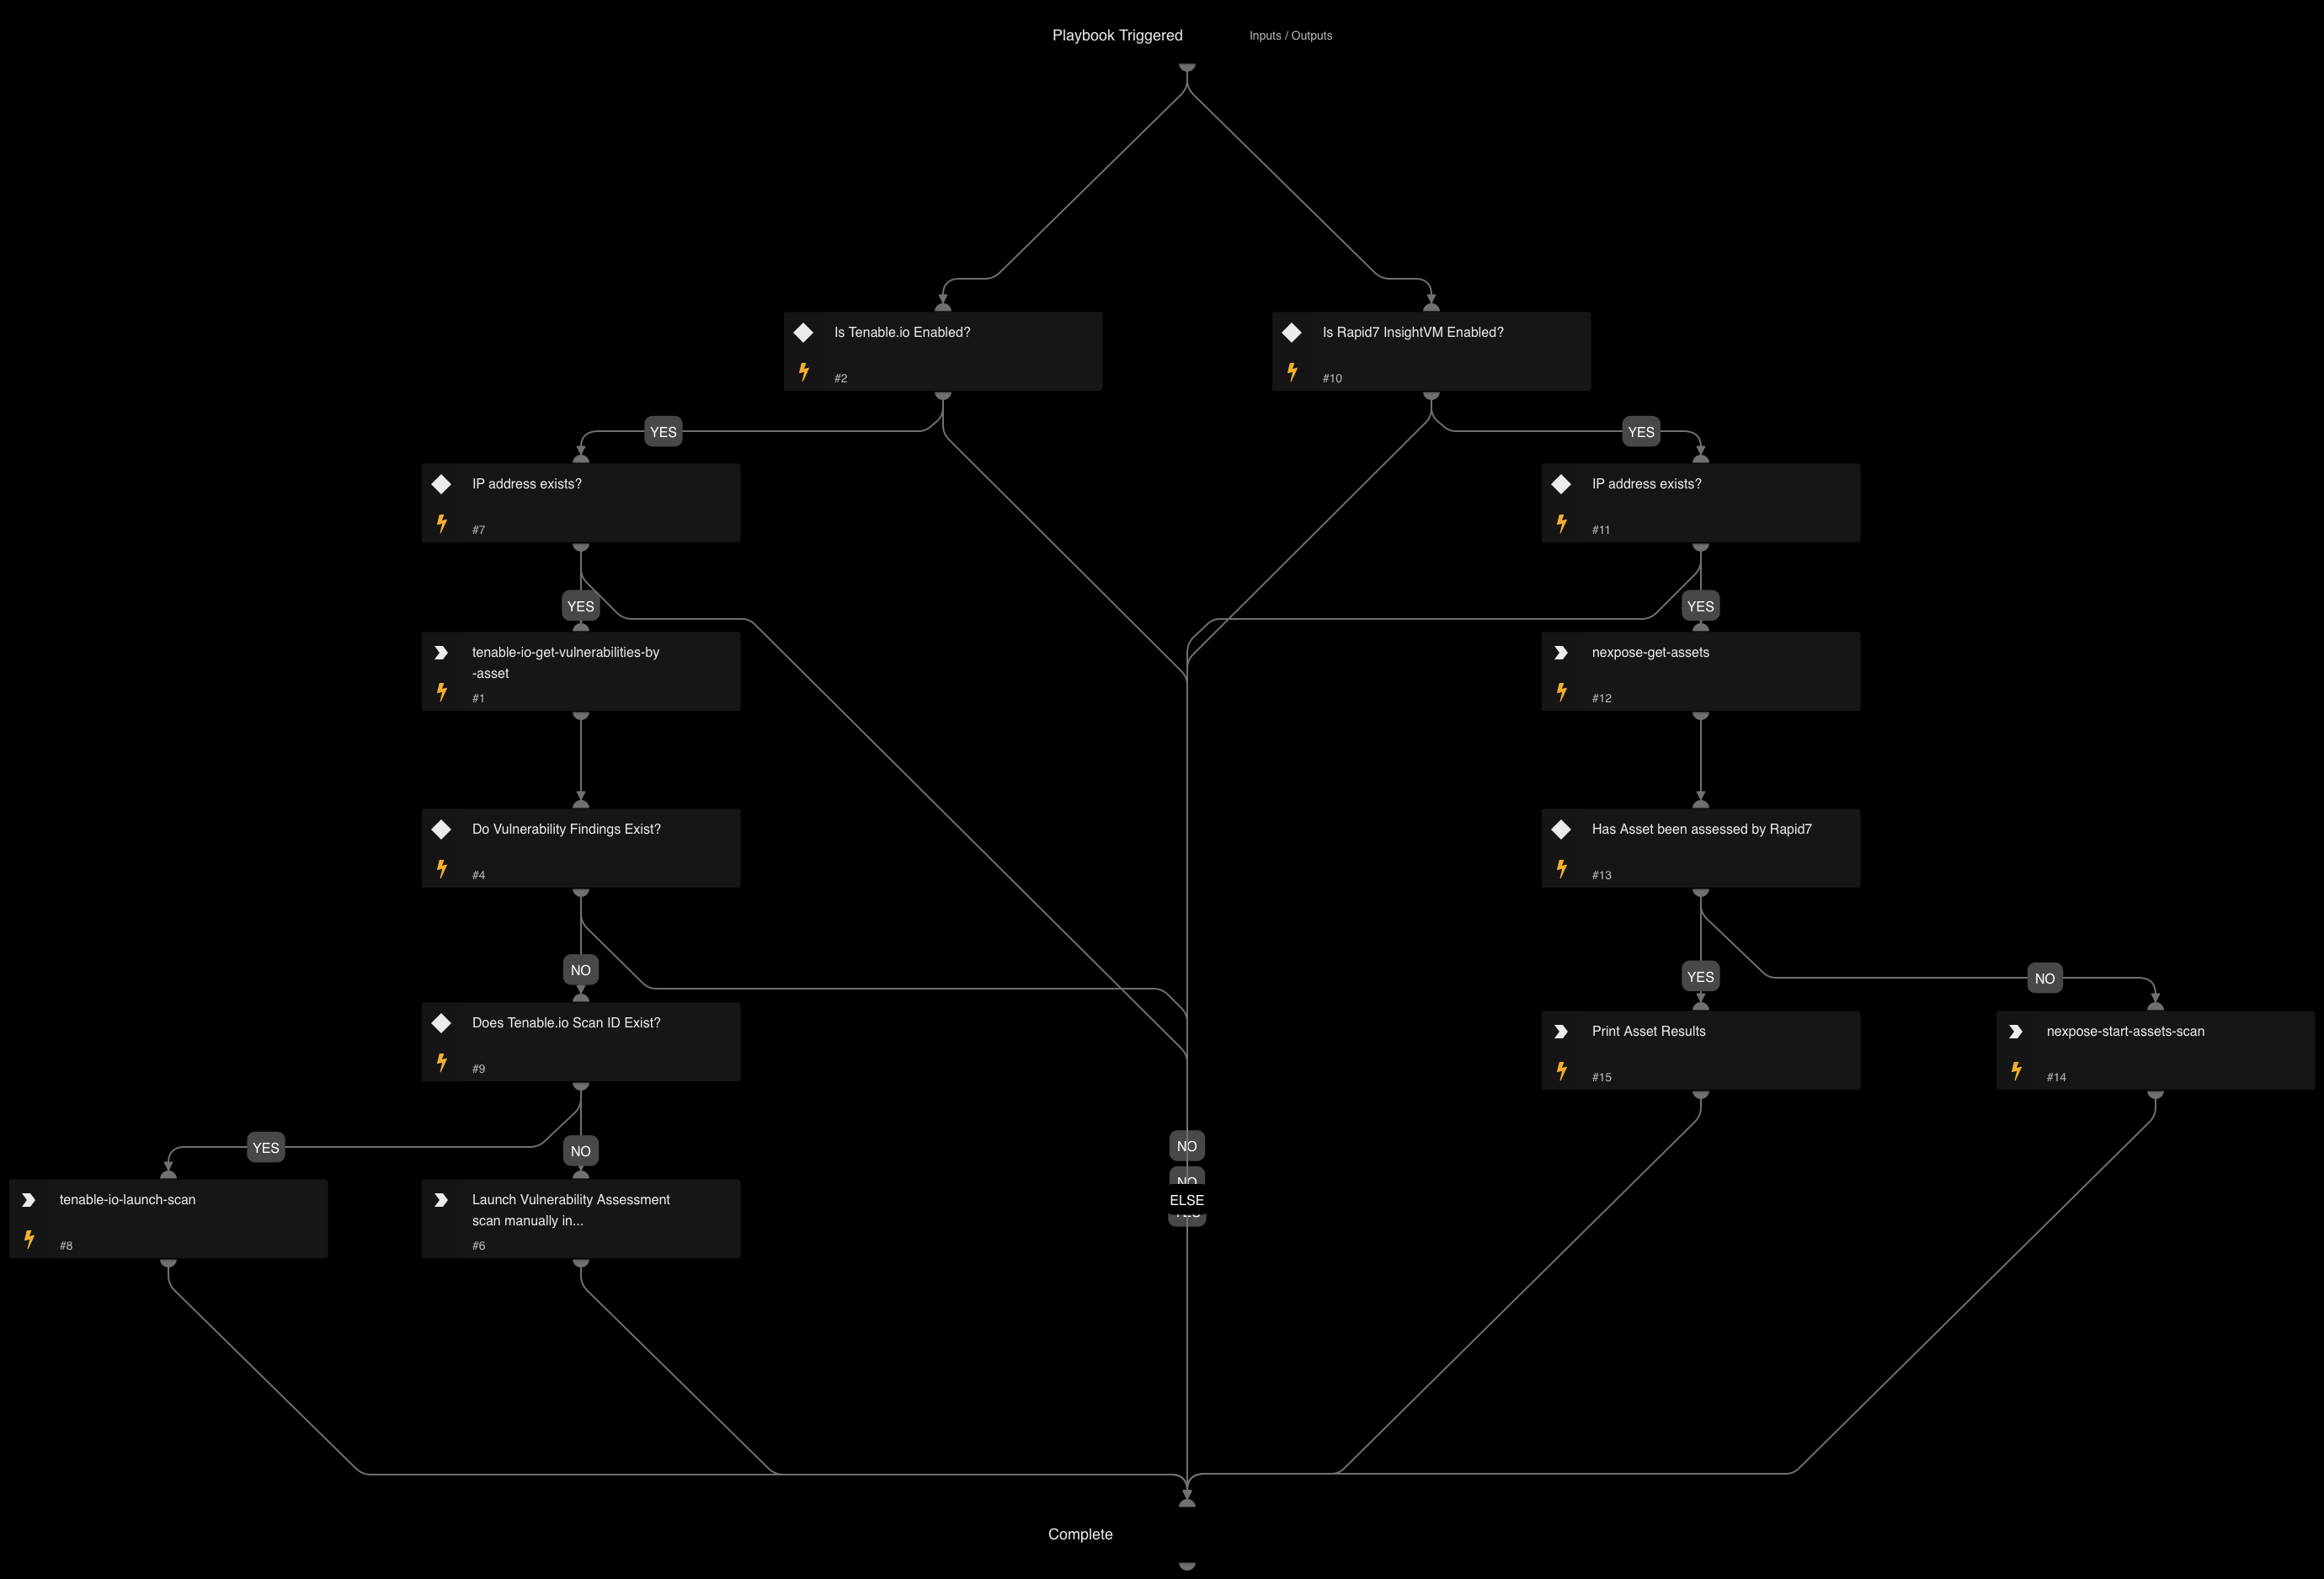 Playbook Triggered
Inputs / Outputs
Is Tenable.io Enabled?
#2
Is Rapid7 InsightVM Enabled?
#10
YES
YES
IP address exists?
#7
IP address exists?
#11
YES
YES
tenable-io-get-vulnerabilities-by
-asset
#1
nexpose-get-assets
#12
Do Vulnerability Findings Exist?
#4
Has Asset been assessed by Rapid7
#13
NO
YES
NO
Does Tenable.io Scan ID Exist?
#9
Print Asset Results
#15
nexpose-start-assets-scan
#14
YES
NO
NO
NO
ELSE
tenable-io-launch-scan
#8
Launch Vulnerability Assessment
scan manually in...
#6
Complete